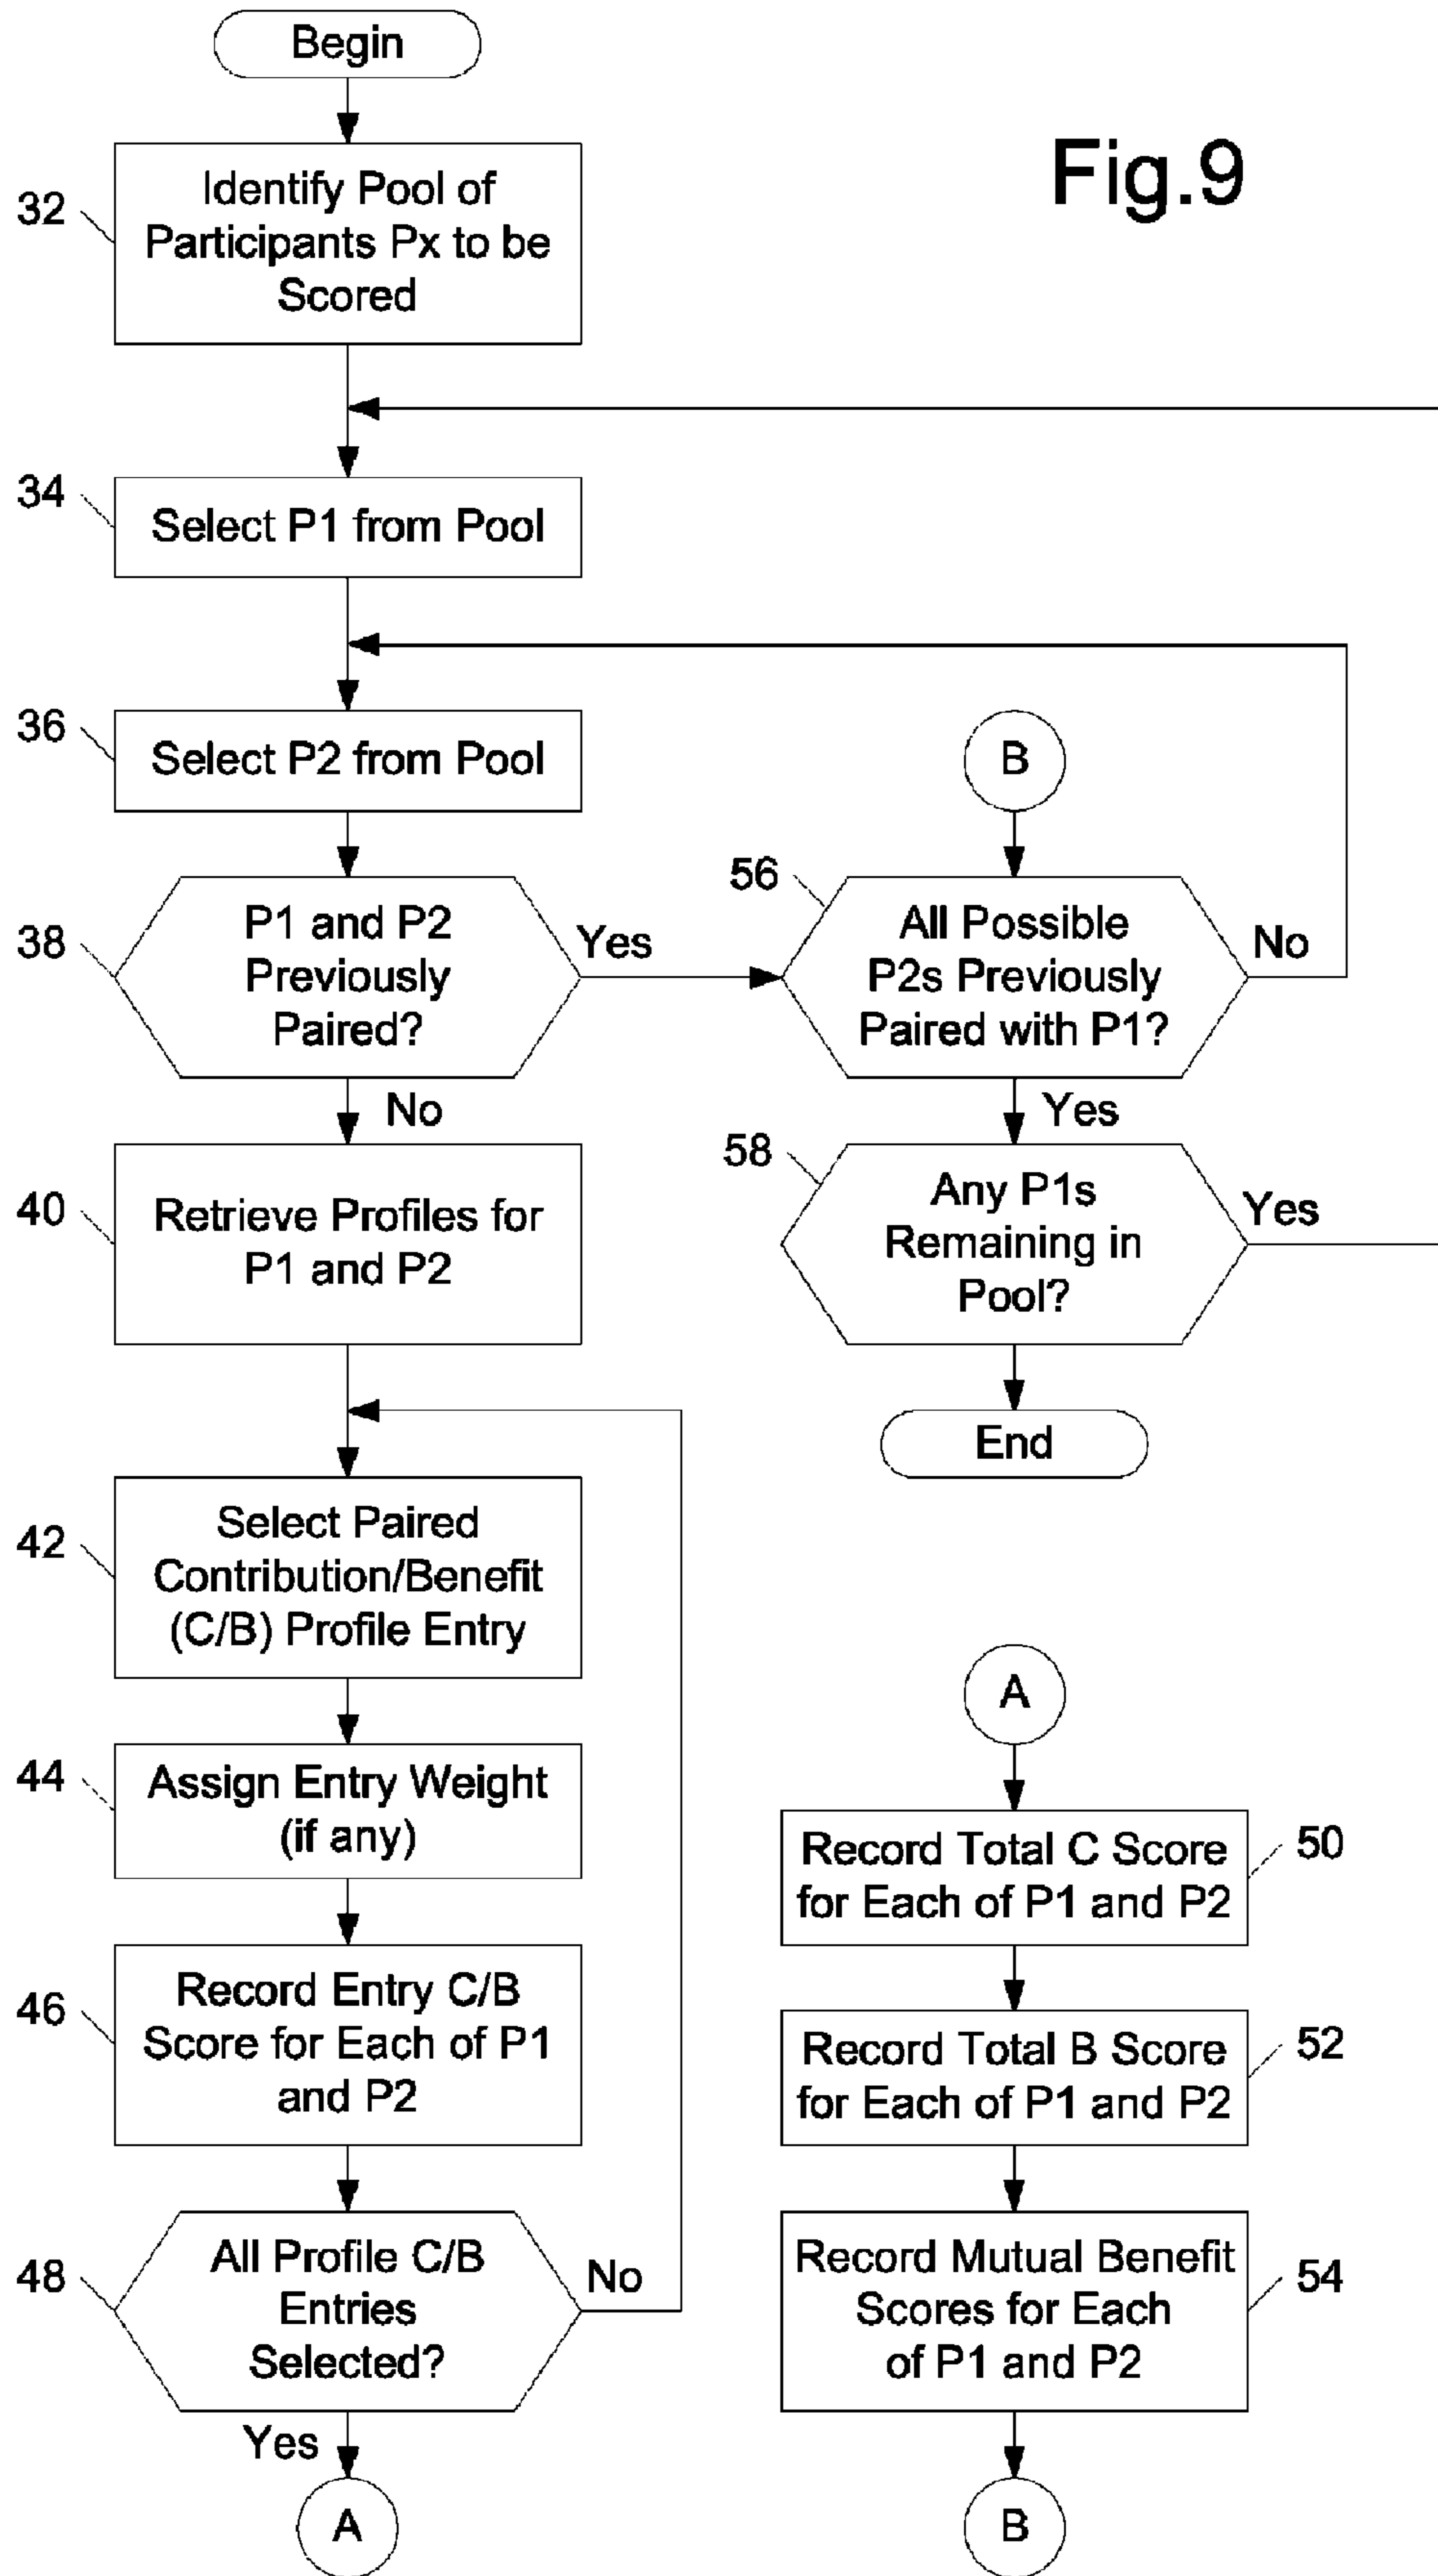 Begin
Fig.9
32
Identify Pool of
Participants Px to be
Scored
34
Select P1 from Pool
36
Select P2 from Pool
38
P1 and P2
Previously
Paired?
Yes
No
40
Retrieve Profiles for
P1 and P2
42
Select Paired
Contribution/Benefit
(C/B) Profile Entry
44
Assign Entry Weight
(if any)
46
Record Entry C/B
Score for Each of P1
and P2
48
All Profile C/B
Entries
Selected?
No
Yes
A
B
56
All Possible
P2s Previously
Paired with P1?
No
Yes
58
Any P1s
Remaining in
Pool?
Yes
End
A
Record Total C Score
for Each of P1 and P2
50
Record Total B Score
for Each of P1 and P2
52
Record Mutual Benefit
Scores for Each
of P1 and P2
54
B